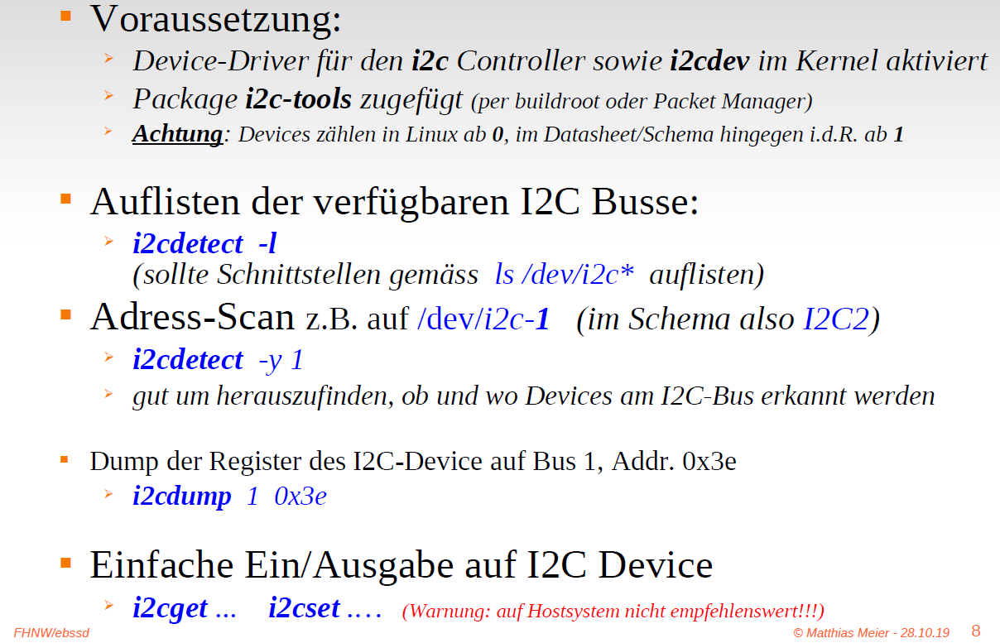 Voraussetzung:
Device-Driver für den i2c Controller sowie i2cdev im Kernel aktiviert
Package i2c-tools zugefügt (per buildroot oder Packet Manager)
Achtung: Devices zählen in Linux ab 0, im Datasheet/Schema hingegen i.d.R. ab 1
Auflisten der verfügbaren I2C Busse:
i2cdetect -l
(sollte Schnittstellen gemäss ls /dev/i2c* auflisten)
Adress-Scan z.B. auf /dev/i2c-1 (im Schema also I2C2)
i2cdetect -y 1
gut um herauszufinden, ob und wo Devices am I2C-Bus erkannt werden
Dump der Register des I2C-Device auf Bus 1, Addr. 0x3e
i2cdump 1 0x3e
Einfache Ein/Ausgabe auf I2C Device
i2cget ... i2cset .... (Warnung: auf Hostsystem nicht empfehlenswert!!!)
FHNW/ebssd © Matthias Meier - 28.10.19 8